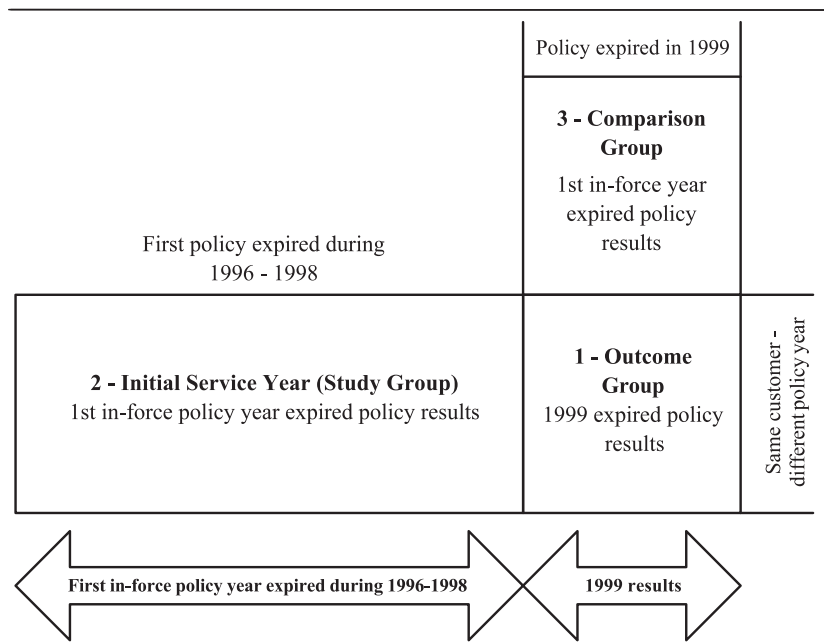 Policy expired in 1999
3 - Comparison
Group
1st in-force year
expired policy
results
First policy expired during
1996 - 1998
2 - Initial Service Year (Study Group)
1st in-force policy year expired policy results
1 - Outcome
Group
1999 expired policy
results
Same customer -
different policy year
First in-force policy year expired during 1996-1998
1999 results